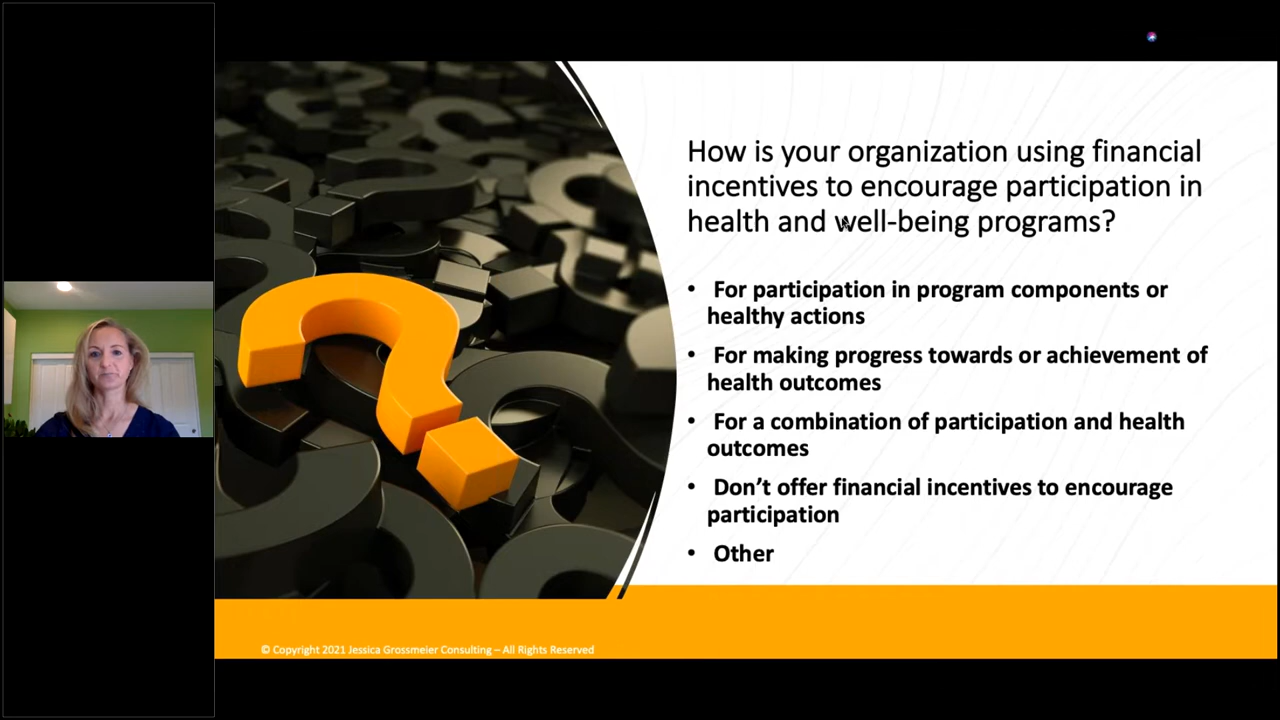 How is your organization using financial
incentives to encourage participation in
health and well-being programs?
• For participation in program components or
healthy actions
• For making progress towards or achievement of
health outcomes
• For a combination of participation and health
outcomes
• Don’t offer financial incentives to encourage
participation
• Other
© Copyright 2021 Jessica Grossmeier Consulting – All Rights Reserved